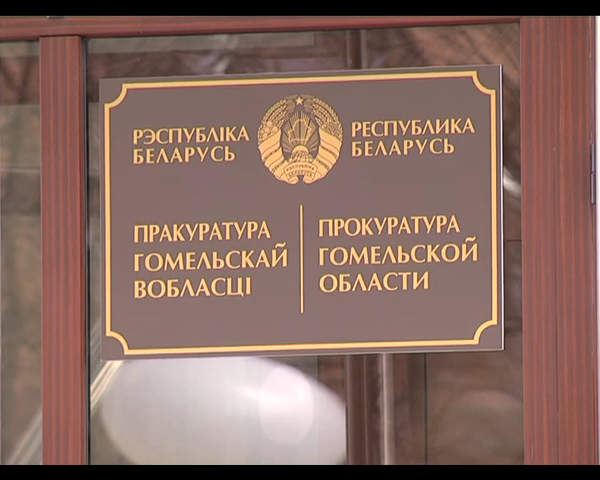 РЭСПУБЛІКА
БЕЛАРУСЬ
РЕСПУБЛИКА
БЕЛАРУСЬ
ПРАКУРАТУРА
ГОМЕЛЬСКАЙ
ВОБЛАСЦІ
ПРОКУРАТУРА
ГОМЕЛЬСКОЙ
ОБЛАСТИ